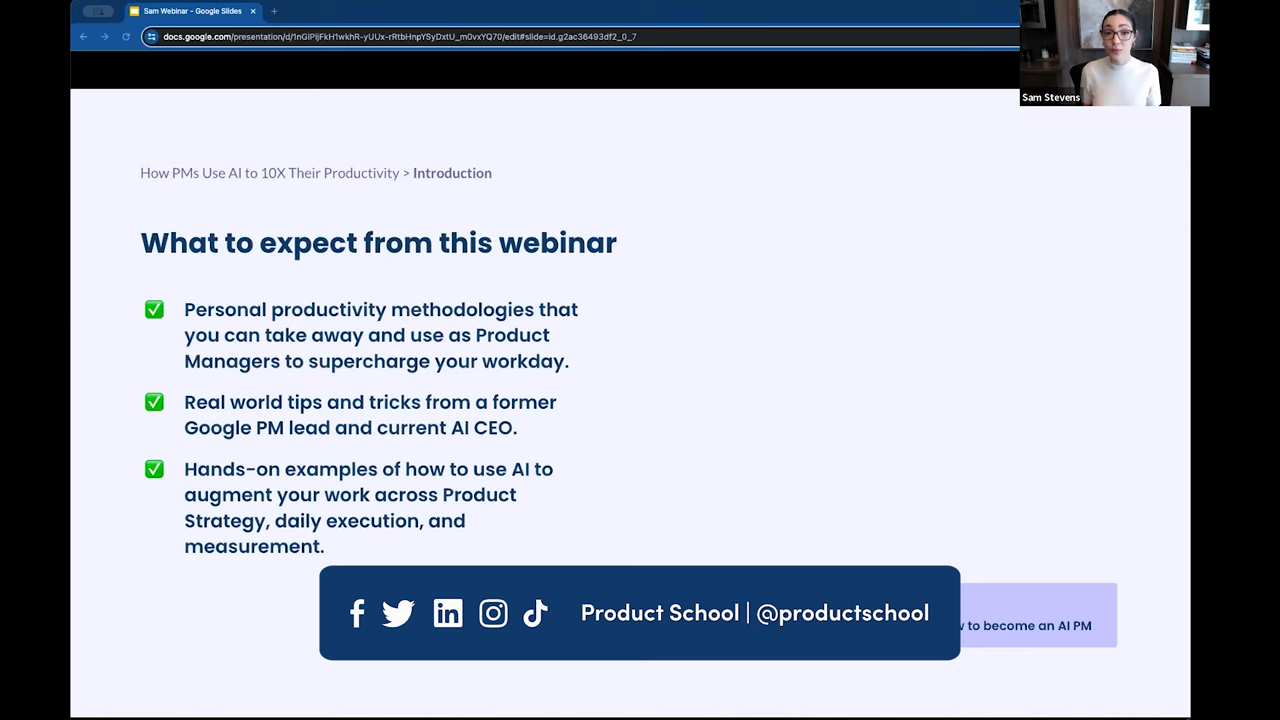 Sam Webinar - Google Slides
docs.google.com/presentation/d/1nGlPljFkH1wkhR-yUUx-rRtbHnpYSyDxtU_m0vxYQ70/edit#slide=id.g2ac36493df2_0_7
Sam Stevens
How PMs Use AI to 10X Their Productivity > Introduction
What to expect from this webinar
✅ Personal productivity methodologies that
you can take away and use as Product
Managers to supercharge your workday.
✅ Real world tips and tricks from a former
Google PM lead and current AI CEO.
✅ Hands-on examples of how to use AI to
augment your work across Product
Strategy, daily execution, and
measurement.
Product School | @productschool
to become an AI PM